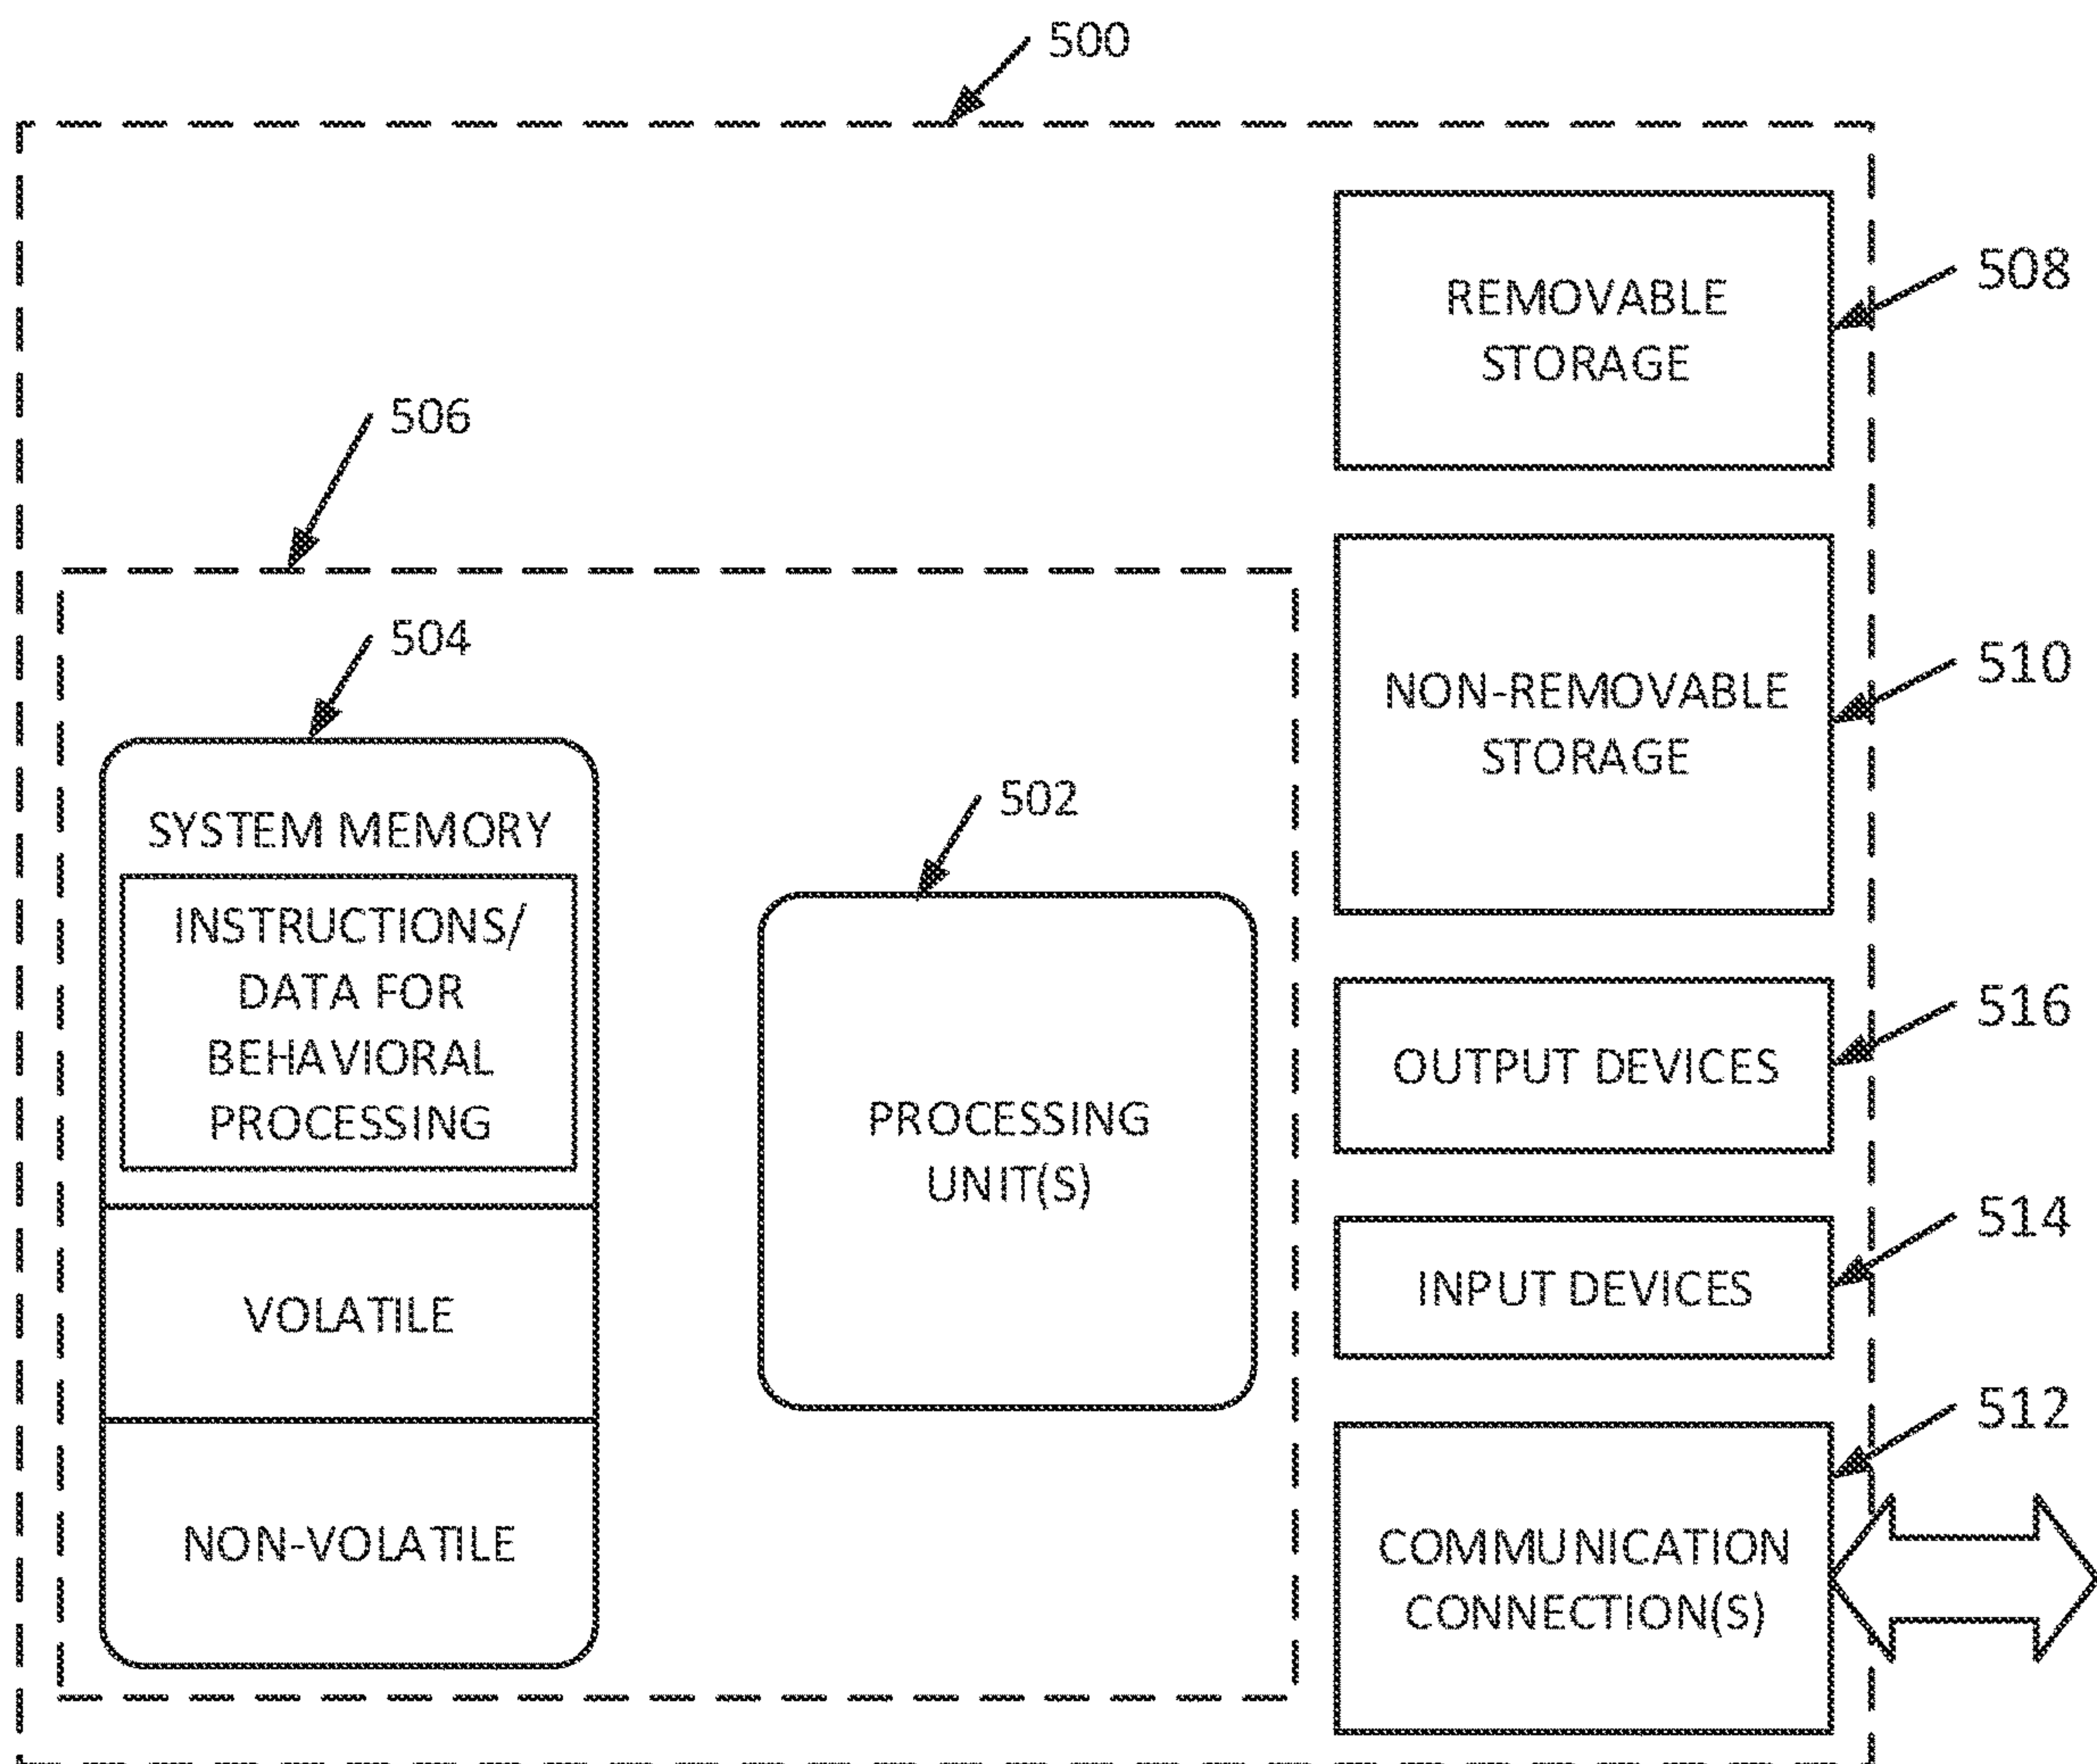 500
REMOVABLE
STORAGE
508
506
NON-REMOVABLE
STORAGE
510
504
SYSTEM MEMORY
INSTRUCTIONS/
DATA FOR
BEHAVIORAL
PROCESSING
VOLATILE
NON-VOLATILE
502
PROCESSING
UNIT(S)
OUTPUT DEVICES
516
INPUT DEVICES
514
COMMUNICATION
CONNECTION(S)
512